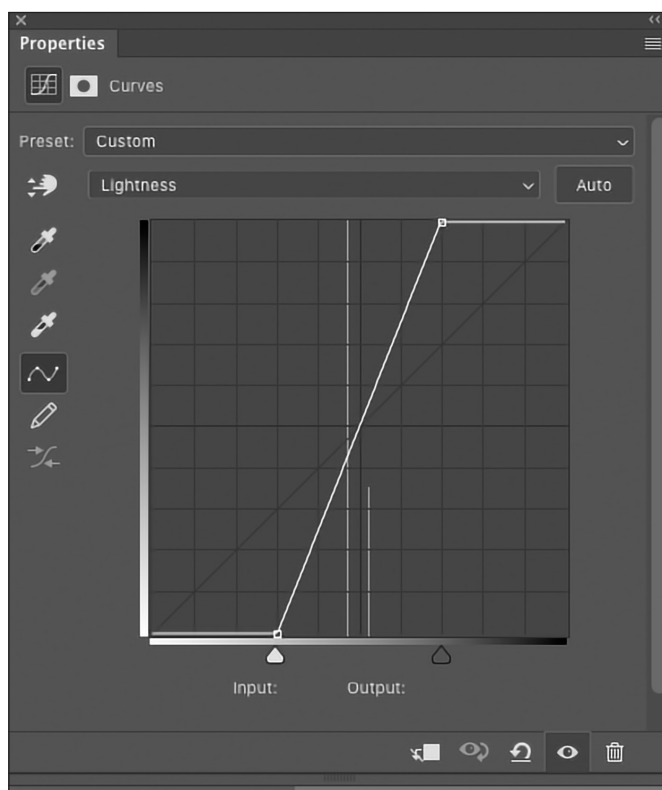 Properties
Curves
Preset: Custom
Lightness Auto
Input: Output: